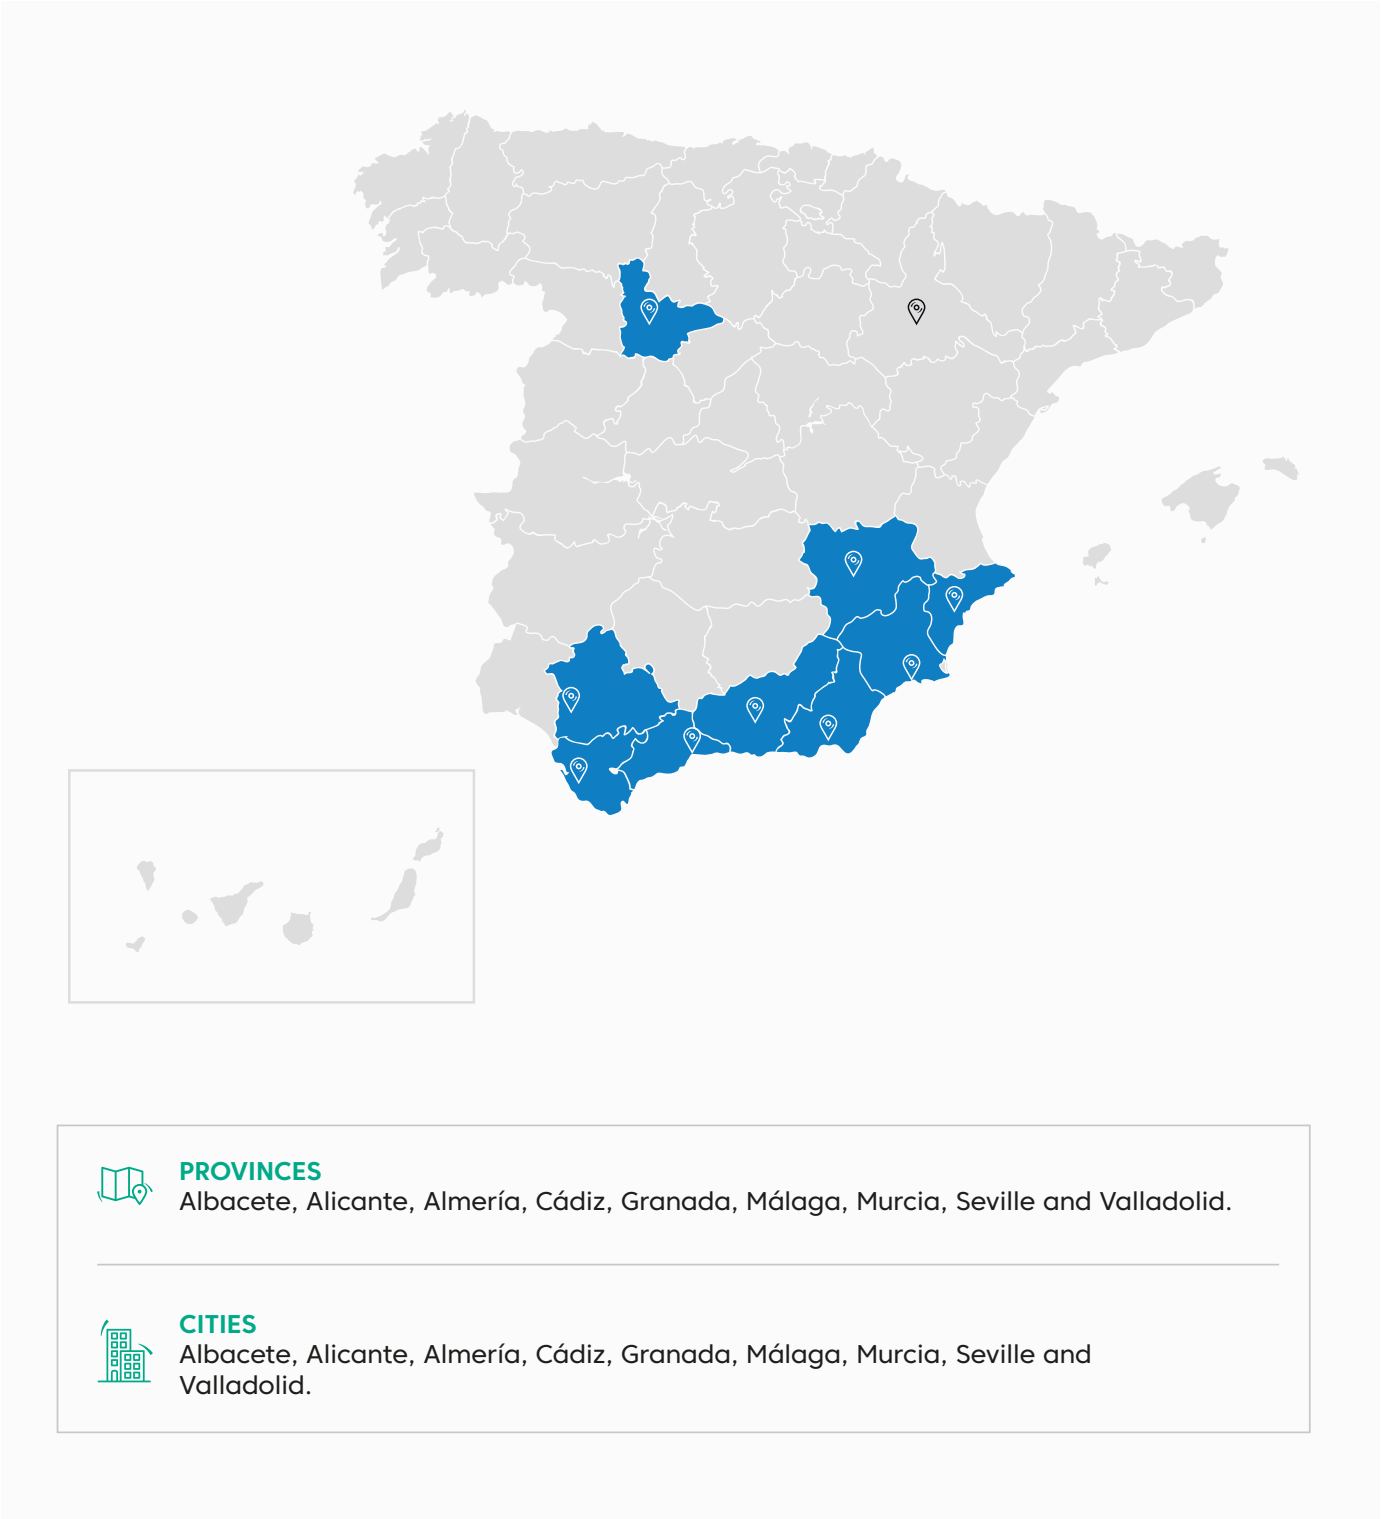 PROVINCES
Albacete, Alicante, Almería, Cádiz, Granada, Málaga, Murcia, Seville and Valladolid.
CITIES
Albacete, Alicante, Almería, Cádiz, Granada, Málaga, Murcia, Seville and
Valladolid.